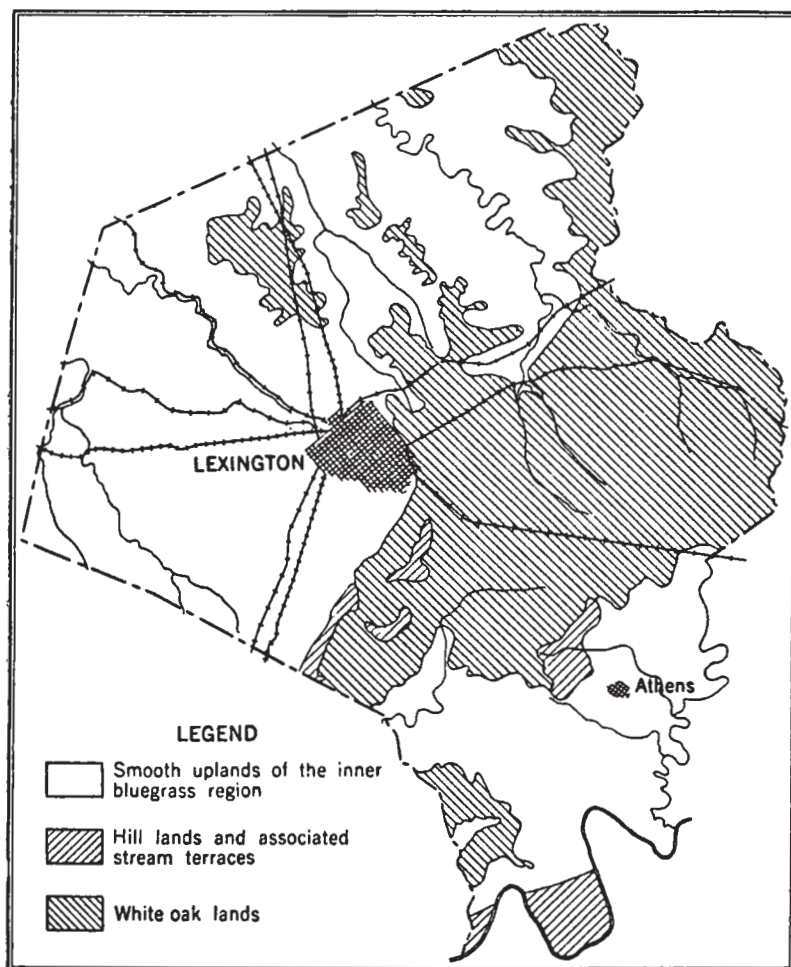 LEXINGTON
Athens
LEGEND
Smooth uplands of the inner
bluegrass region
Hill lands and associated
stream terraces
White oak lands